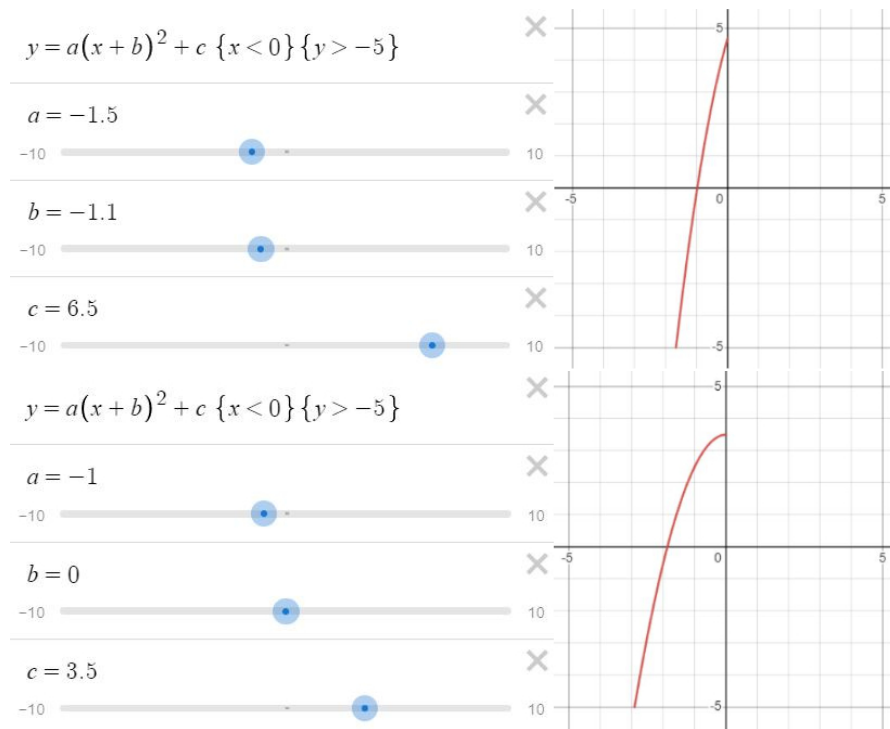 y = a(x + b)² + c {x < 0}{y > −5}
a = −1.5
−10 10
b = −1.1
−10 10
c = 6.5
−10 10
5
-5 0 5
-5
y = a(x + b)² + c {x < 0}{y > −5}
a = −1
−10 10
b = 0
−10 10
c = 3.5
−10 10
5
-5 0 5
-5